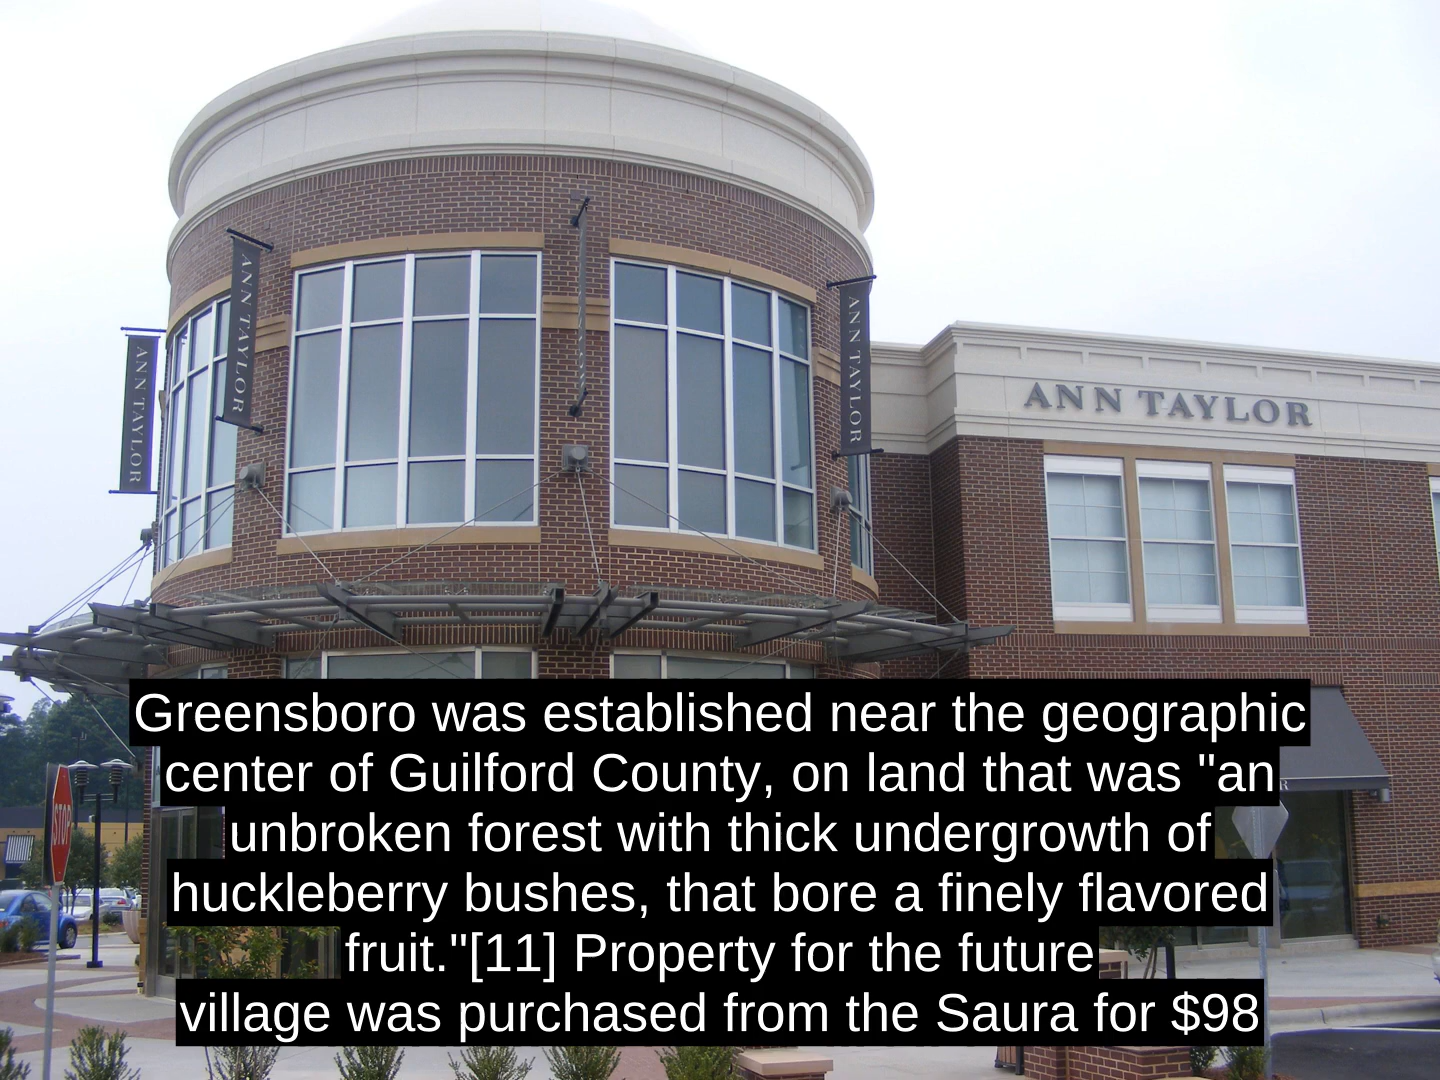 ANN TAYLOR
ANN TAYLOR
ANN TAYLOR
ANN TAYLOR
STOP
Greensboro was established near the geographic
center of Guilford County, on land that was "an
unbroken forest with thick undergrowth of
huckleberry bushes, that bore a finely flavored
fruit."[11] Property for the future
village was purchased from the Saura for $98